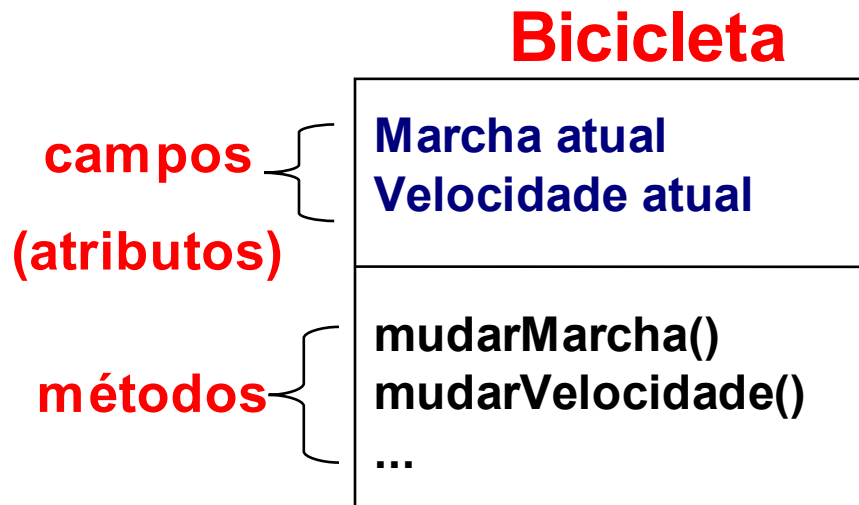 Bicicleta
campos
(atributos)
Marcha atual
Velocidade atual
métodos
mudarMarcha()
mudarVelocidade()
...